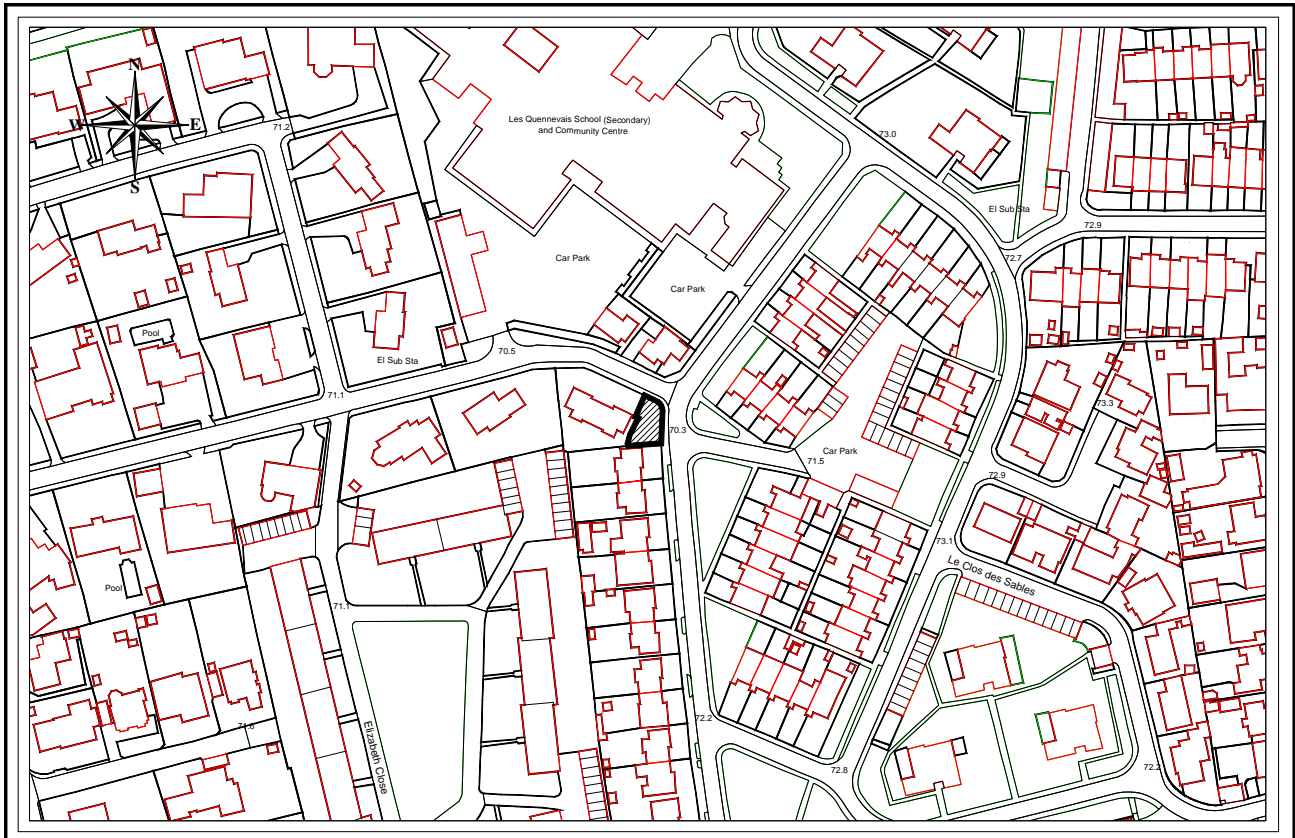 N
W E
S
71.2
Les Quennevais School (Secondary)
and Community Centre
73.0
El Sub Sta
72.9
72.7
Car Park
Car Park
Pool
El Sub Sta
70.5
71.1
73.3
70.3
71.5
Car Park
72.9
73.1
Le Clos des Sables
Pool
71.1
Elizabeth Close
72.2
72.8
72.2